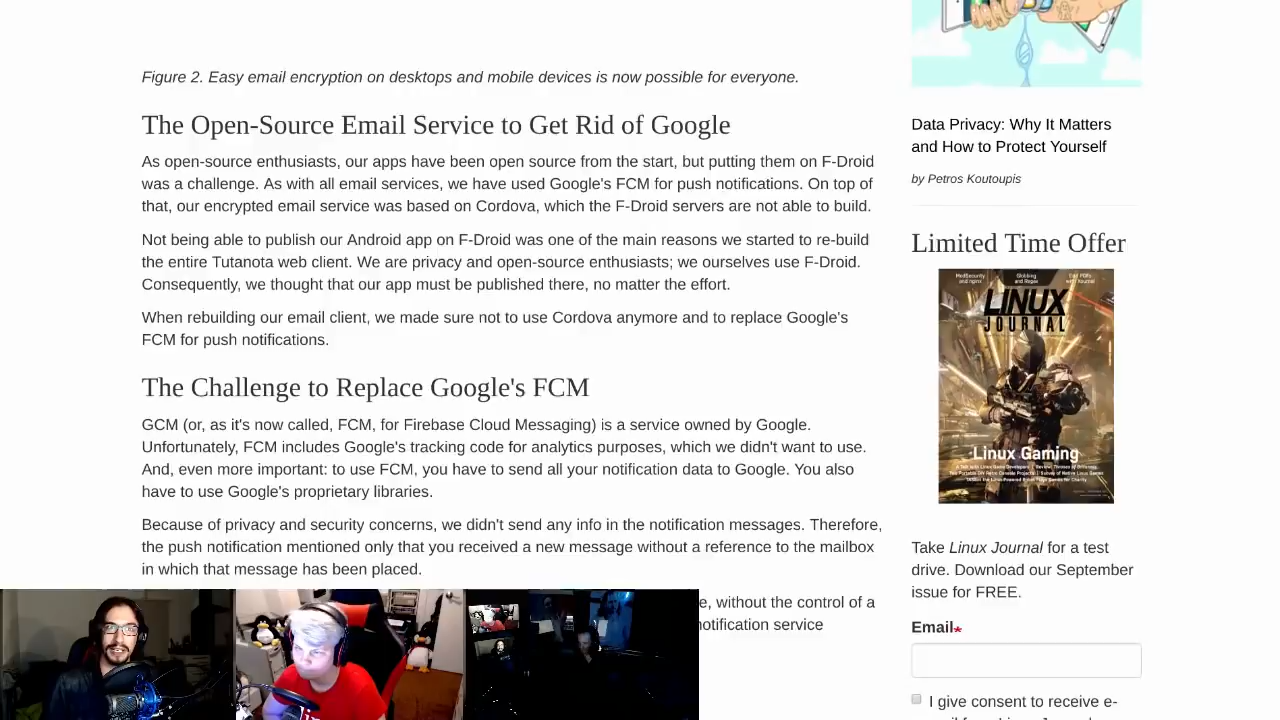 Figure 2. Easy email encryption on desktops and mobile devices is now possible for everyone.
The Open-Source Email Service to Get Rid of Google
As open-source enthusiasts, our apps have been open source from the start, but putting them on F-Droid
was a challenge. As with all email services, we have used Google's FCM for push notifications. On top of
that, our encrypted email service was based on Cordova, which the F-Droid servers are not able to build.
Not being able to publish our Android app on F-Droid was one of the main reasons we started to re-build
the entire Tutanota web client. We are privacy and open-source enthusiasts; we ourselves use F-Droid.
Consequently, we thought that our app must be published there, no matter the effort.
When rebuilding our email client, we made sure not to use Cordova anymore and to replace Google's
FCM for push notifications.
The Challenge to Replace Google's FCM
GCM (or, as it's now called, FCM, for Firebase Cloud Messaging) is a service owned by Google.
Unfortunately, FCM includes Google's tracking code for analytics purposes, which we didn't want to use.
And, even more important: to use FCM, you have to send all your notification data to Google. You also
have to use Google's proprietary libraries.
Because of privacy and security concerns, we didn't send any info in the notification messages. Therefore,
the push notification mentioned only that you received a new message without a reference to the mailbox
in which that message has been placed.
e, without the control of a
notification service
Data Privacy: Why It Matters
and How to Protect Yourself
by Petros Koutoupis
Limited Time Offer
LINUX
JOURNAL
Linux Gaming
Take Linux Journal for a test
drive. Download our September
issue for FREE.
Email*
I give consent to receive e-